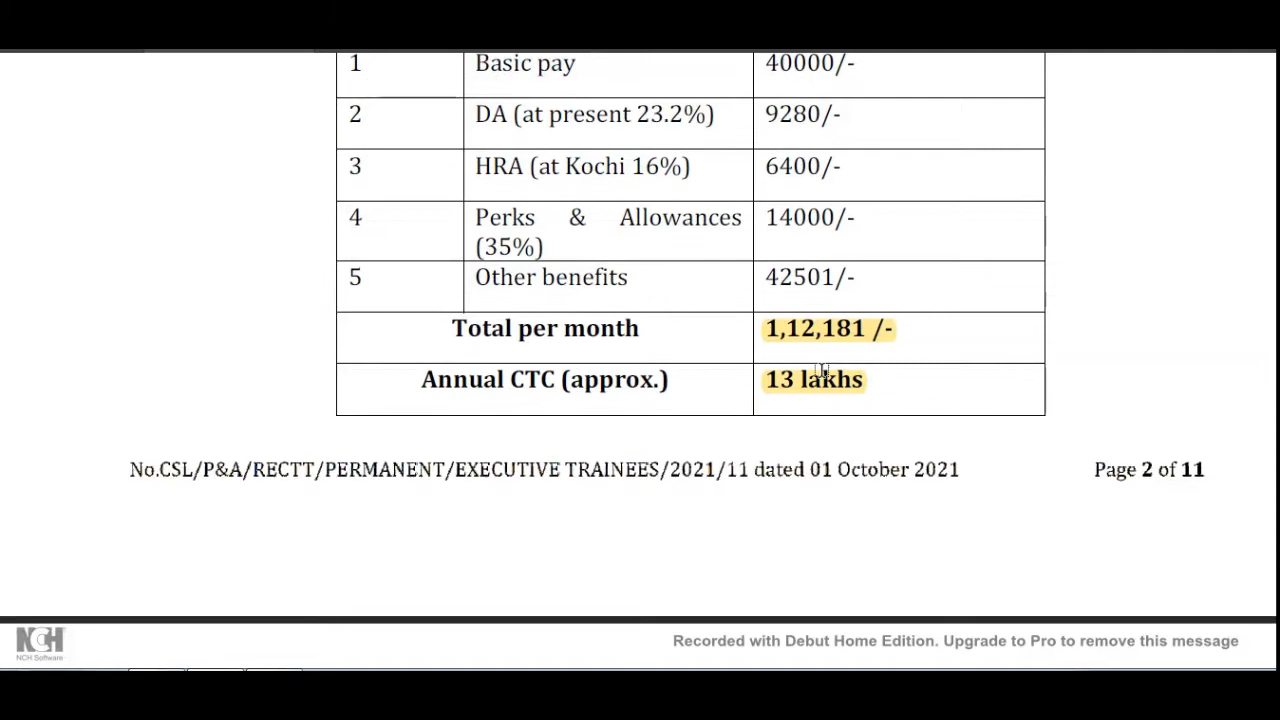 1 Basic pay 40000/-
2 DA (at present 23.2%) 9280/-
3 HRA (at Kochi 16%) 6400/-
4 Perks & Allowances 14000/-
(35%)
5 Other benefits 42501/-
Total per month 1,12,181 /-
Annual CTC (approx.) 13 lakhs
No.CSL/P&A/RECTT/PERMANENT/EXECUTIVE TRAINEES/2021/11 dated 01 October 2021 Page 2 of 11
NCH
NCH Software
Recorded with Debut Home Edition. Upgrade to Pro to remove this message